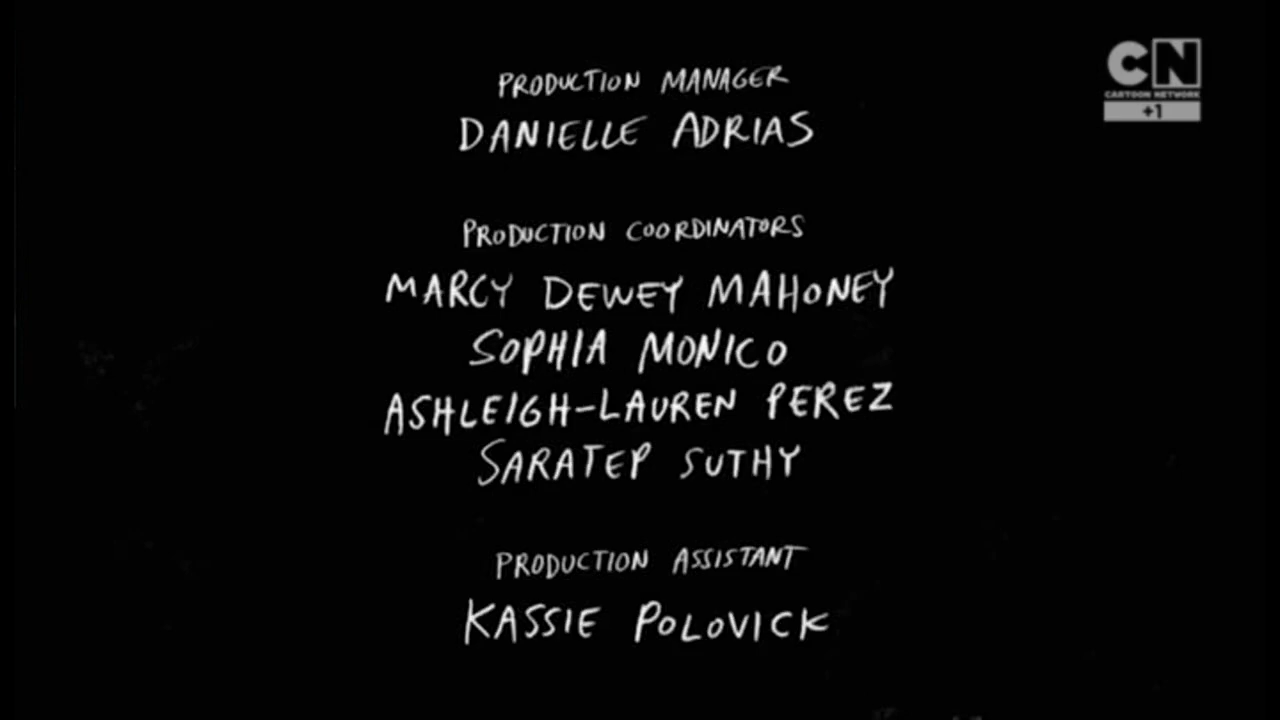 PRODUCTION MANAGER
DANIELLE ADRIAS
PRODUCTION COORDINATORS
MARCY DEWEY MAHONEY
SOPHIA MONICO
ASHLEIGH-LAUREN PEREZ
SARATEP SUTHY
PRODUCTION ASSISTANT
KASSIE POLOVICK
CN
CARTOON NETWORK
+1